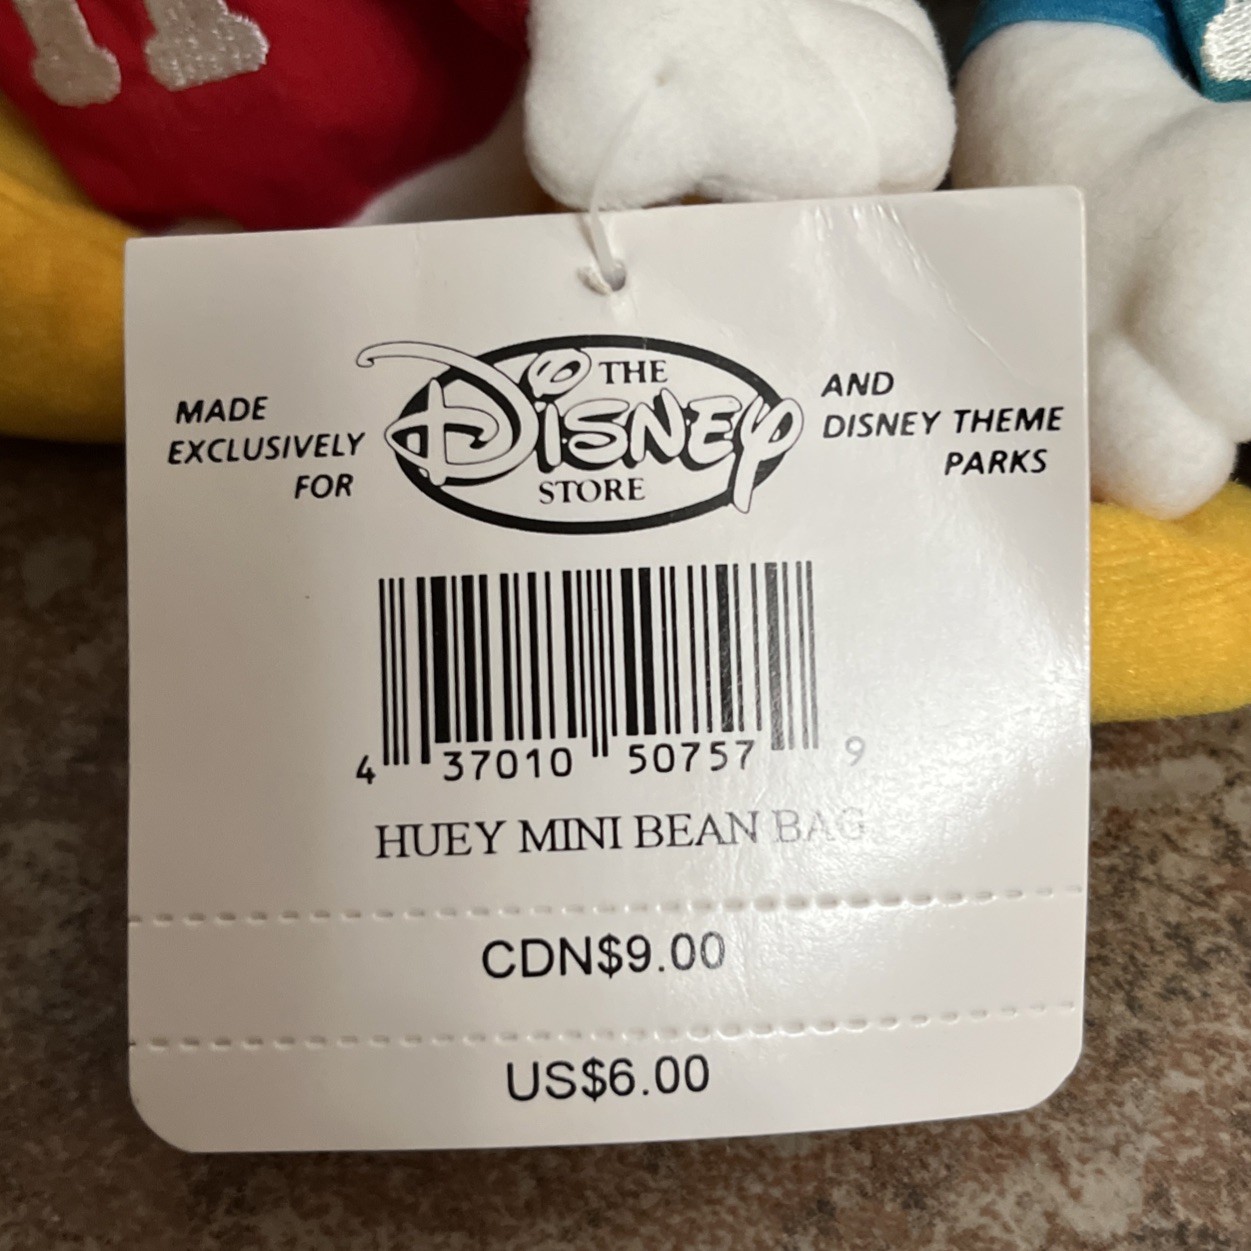 MADE
EXCLUSIVELY
FOR
THE
DISNEY
STORE
AND
DISNEY THEME
PARKS
4 37010 50757 9
HUEY MINI BEAN BAG
CDN$9.00
US$6.00